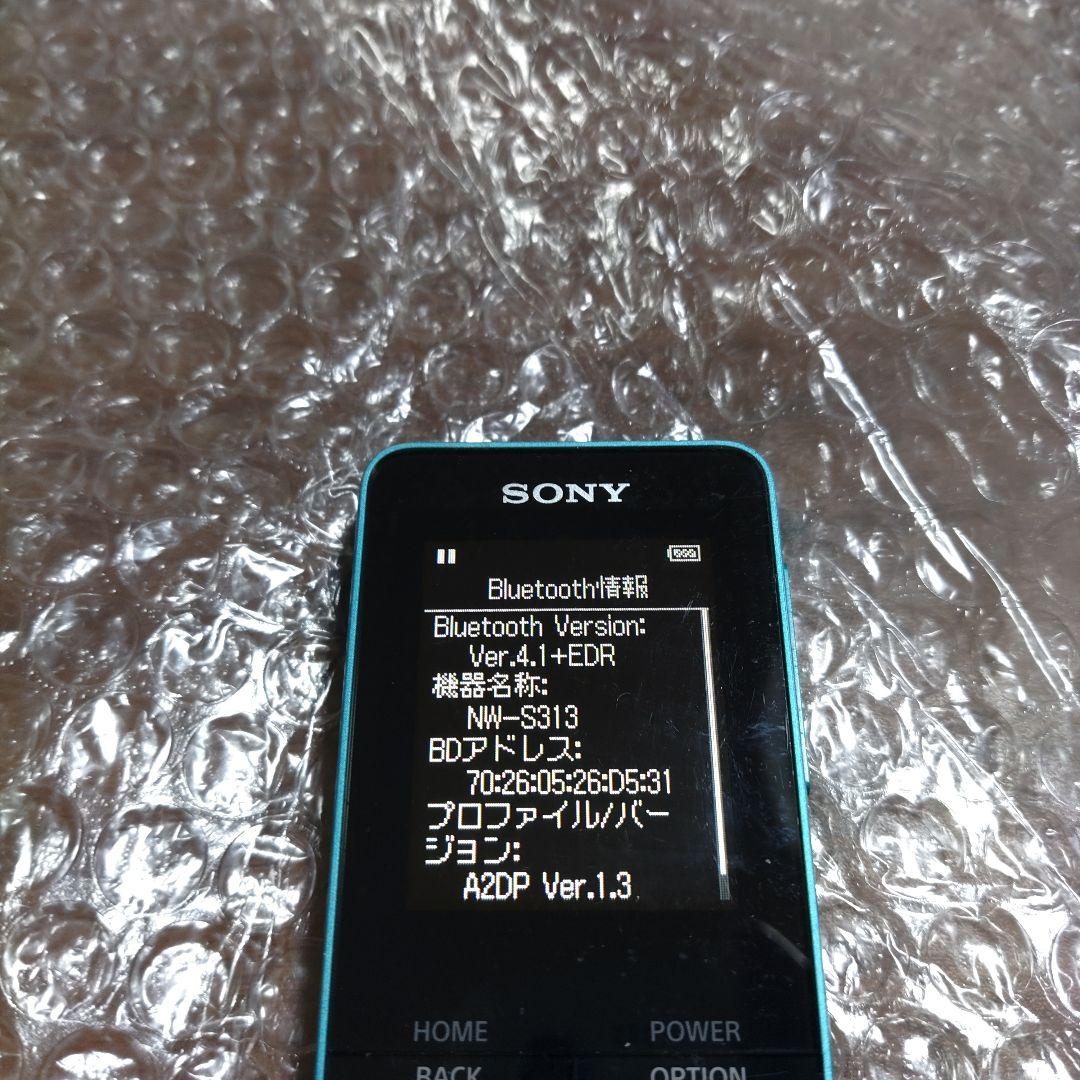 SONY
Bluetooth情報
Bluetooth Version:
Ver.4.1+EDR
機器名称:
NW-S313
BDアドレス:
70:26:05:26:D5:31
プロファイル/バー
ジョン:
A2DP Ver.1.3
HOME POWER
BACK OPTION